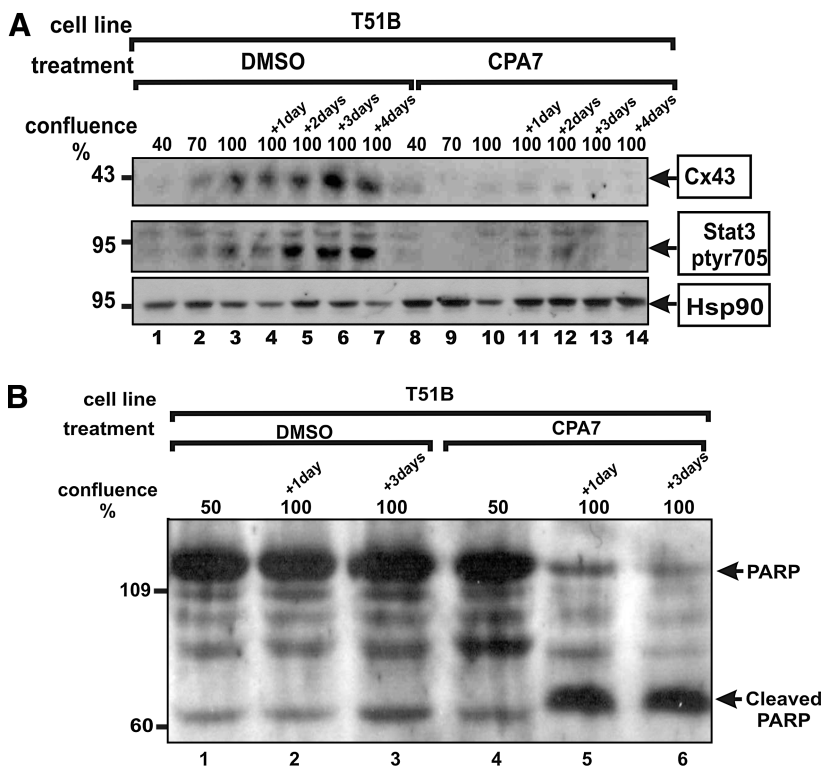 A
cell line T51B
treatment DMSO CPA7
+1day +2days +3days +4days +1day +2days +3days +4days
confluence % 40 70 100 100 100 100 100 40 70 100 100 100 100 100
43 Cx43
95 Stat3
ptyr705
95 Hsp90
1 2 3 4 5 6 7 8 9 10 11 12 13 14
B
cell line T51B
treatment DMSO CPA7
+1day +3days +1day +3days
confluence % 50 100 100 50 100 100
PARP
109
Cleaved
PARP
60
1 2 3 4 5 6